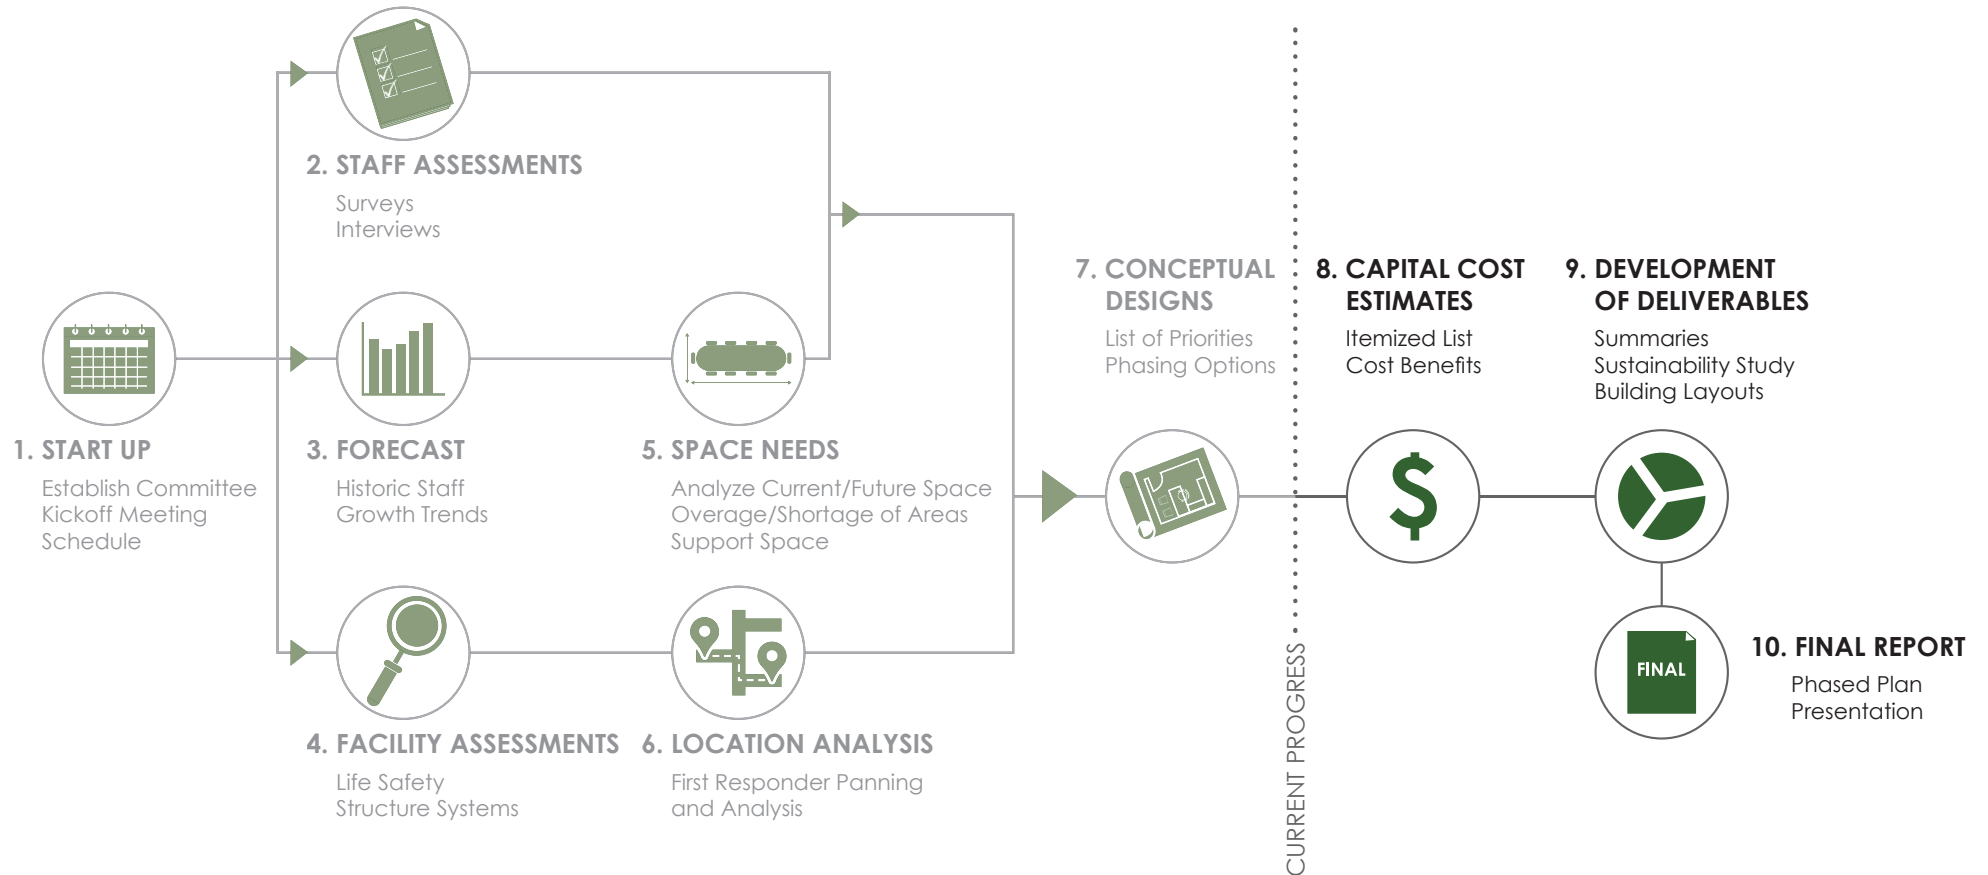 1. START UP
Establish Committee
Kickoff Meeting
Schedule
2. STAFF ASSESSMENTS
Surveys
Interviews
3. FORECAST
Historic Staff
Growth Trends
4. FACILITY ASSESSMENTS
Life Safety
Structure Systems
5. SPACE NEEDS
Analyze Current/Future Space
Overage/Shortage of Areas
Support Space
6. LOCATION ANALYSIS
First Responder Panning
and Analysis
7. CONCEPTUAL
DESIGNS
List of Priorities
Phasing Options
CURRENT PROGRESS
8. CAPITAL COST
ESTIMATES
Itemized List
Cost Benefits
9. DEVELOPMENT
OF DELIVERABLES
Summaries
Sustainability Study
Building Layouts
FINAL
10. FINAL REPORT
Phased Plan
Presentation